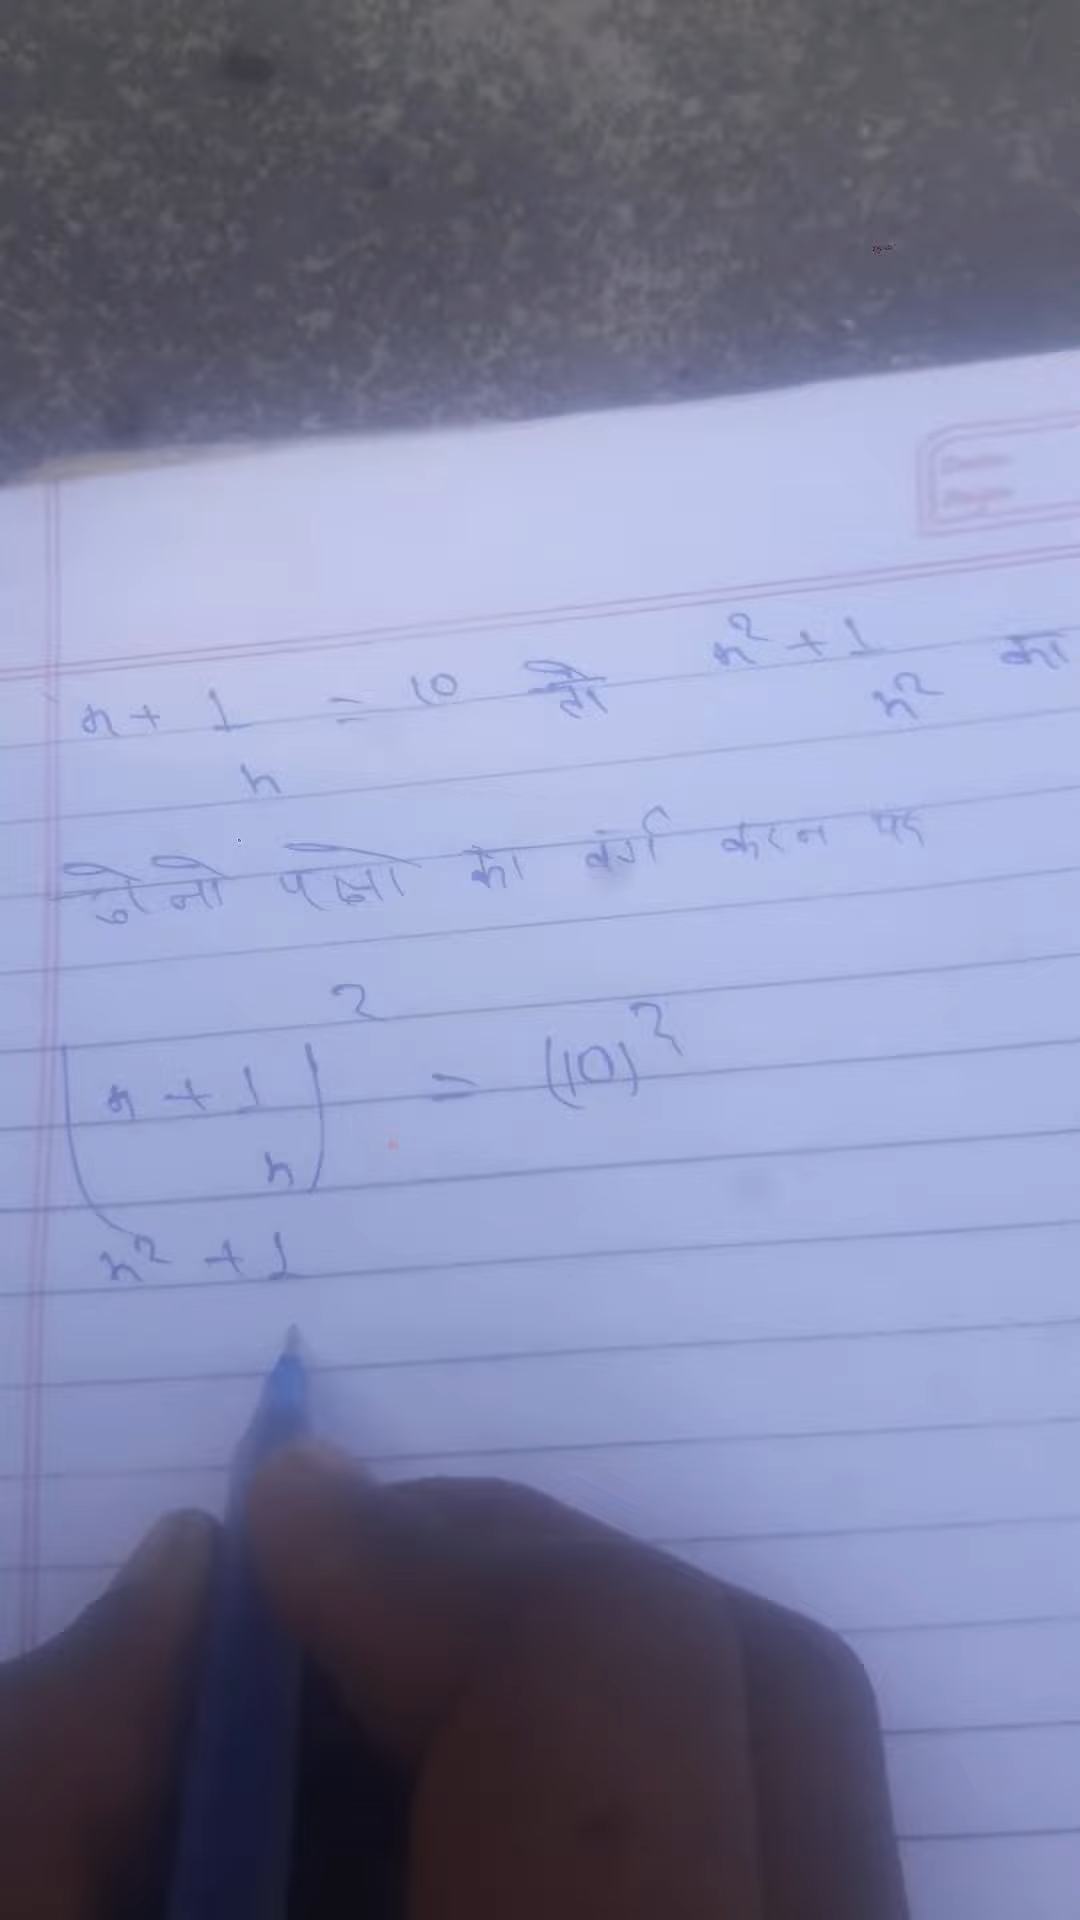 x + 1/x = 10 तो x² + 1/x² का
दोनो पक्षो का वर्ग करन पर
(x + 1/x)² = (10)²
x² + 1